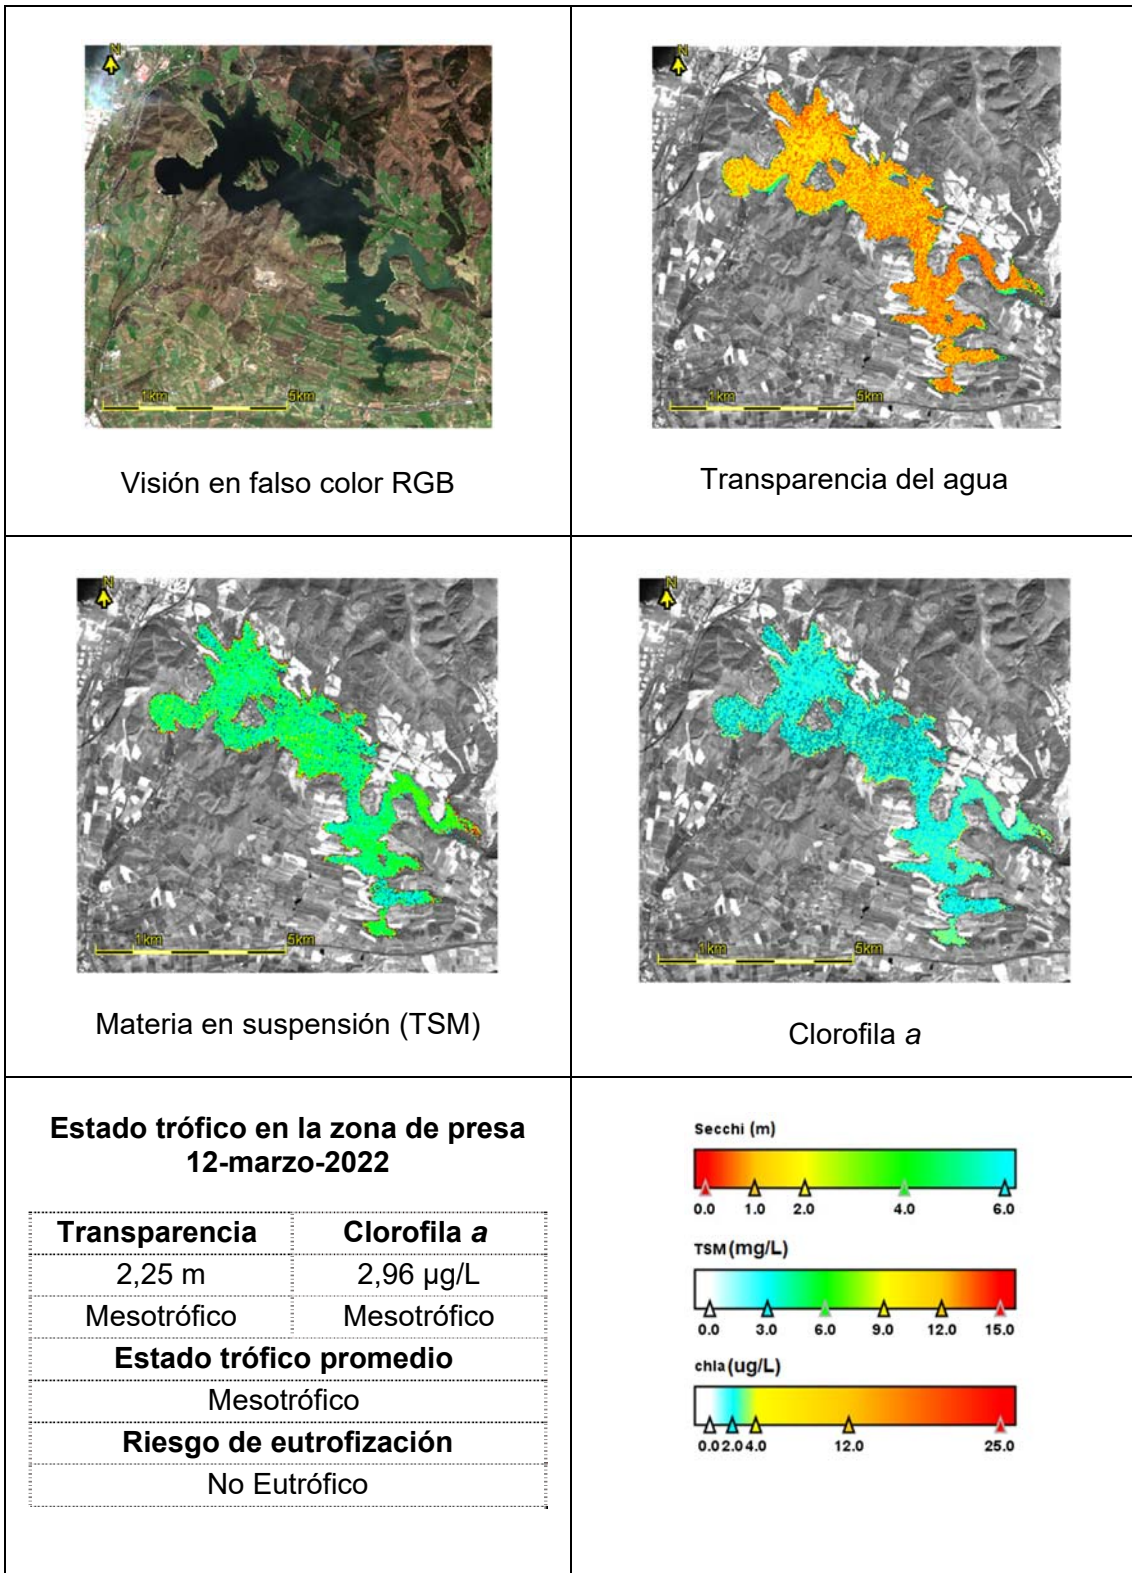 N
1km 5km
Visión en falso color RGB
N
1km 5km
Transparencia del agua
N
1km 5km
Materia en suspensión (TSM)
N
1km 5km
Clorofila a
Estado trófico en la zona de presa
12-marzo-2022
Transparencia Clorofila a
2,25 m 2,96 µg/L
Mesotrófico Mesotrófico
Estado trófico promedio
Mesotrófico
Riesgo de eutrofización
No Eutrófico
Secchi (m)
0.0 1.0 2.0 4.0 6.0
TSM (mg/L)
0.0 3.0 6.0 9.0 12.0 15.0
chla (ug/L)
0.0 2.0 4.0 12.0 25.0